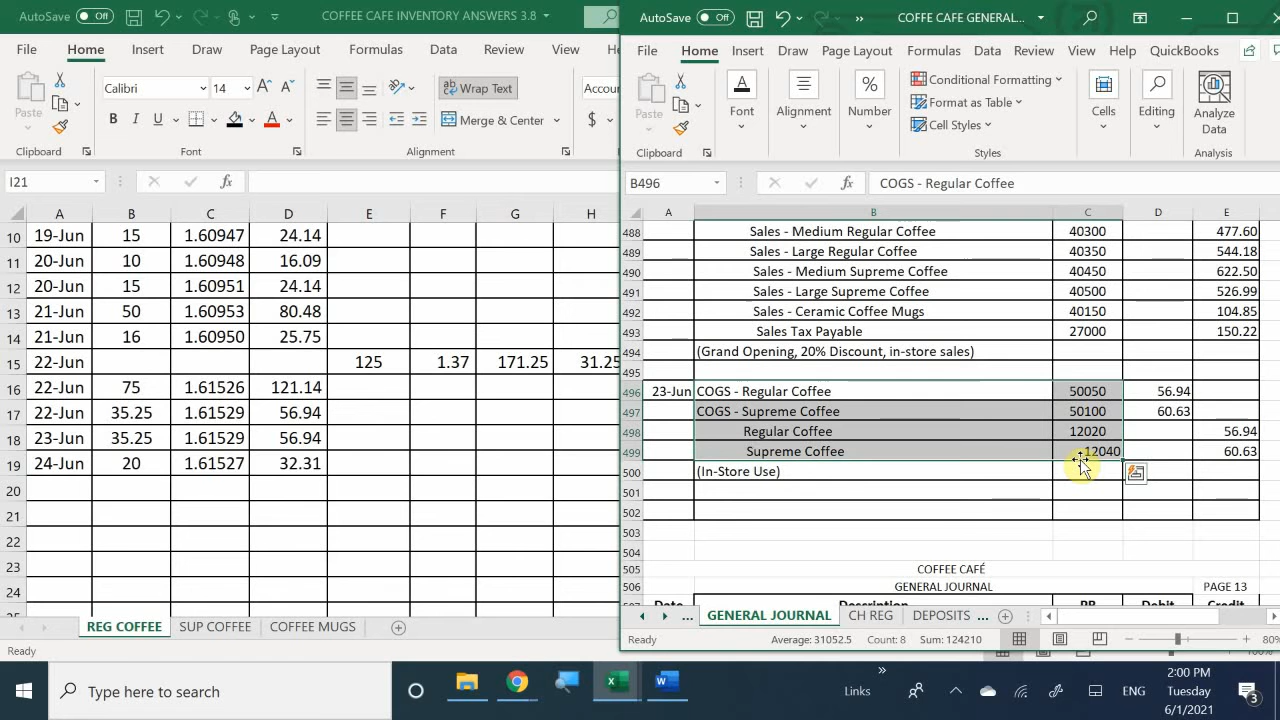 AutoSave Off COFFEE CAFE INVENTORY ANSWERS 3.8
File Home Insert Draw Page Layout Formulas Data Review View H
Paste
Calibri 14
Wrap Text
Accou
Merge & Center
$
Clipboard Font Alignment
I21 fx
A B C D E F G H
10 19-Jun 15 1.60947 24.14
11 20-Jun 10 1.60948 16.09
12 20-Jun 15 1.60951 24.14
13 21-Jun 50 1.60953 80.48
14 21-Jun 16 1.60950 25.75
15 22-Jun 125 1.37 171.25 31.25
16 22-Jun 75 1.61526 121.14
17 22-Jun 35.25 1.61529 56.94
18 23-Jun 35.25 1.61529 56.94
19 24-Jun 20 1.61527 32.31
20
21
22
23
24
REG COFFEE SUP COFFEE COFFEE MUGS
Ready
AutoSave Off COFFE CAFE GENERAL...
File Home Insert Draw Page Layout Formulas Data Review View Help QuickBooks
Paste
Font
Alignment
Number
Conditional Formatting
Format as Table
Cell Styles
Cells
Editing
Analyze
Data
Clipboard Styles Analysis
B496 fx COGS - Regular Coffee
A B C D E
488 Sales - Medium Regular Coffee 40300 477.60
489 Sales - Large Regular Coffee 40350 544.18
490 Sales - Medium Supreme Coffee 40450 622.50
491 Sales - Large Supreme Coffee 40500 526.99
492 Sales - Ceramic Coffee Mugs 40150 104.85
493 Sales Tax Payable 27000 150.22
494 (Grand Opening, 20% Discount, in-store sales)
495
496 23-Jun COGS - Regular Coffee 50050 56.94
497 COGS - Supreme Coffee 50100 60.63
498 Regular Coffee 12020 56.94
499 Supreme Coffee 12040 60.63
500 (In-Store Use)
501
502
503
504
505 COFFEE CAFÉ
506 GENERAL JOURNAL PAGE 13
507 Date Description PR Debit Credit
... GENERAL JOURNAL CH REG DEPOSITS ...
Ready Average: 31052.5 Count: 8 Sum: 124210 80%
Type here to search
Links
ENG
2:00 PM
Tuesday
6/1/2021
3